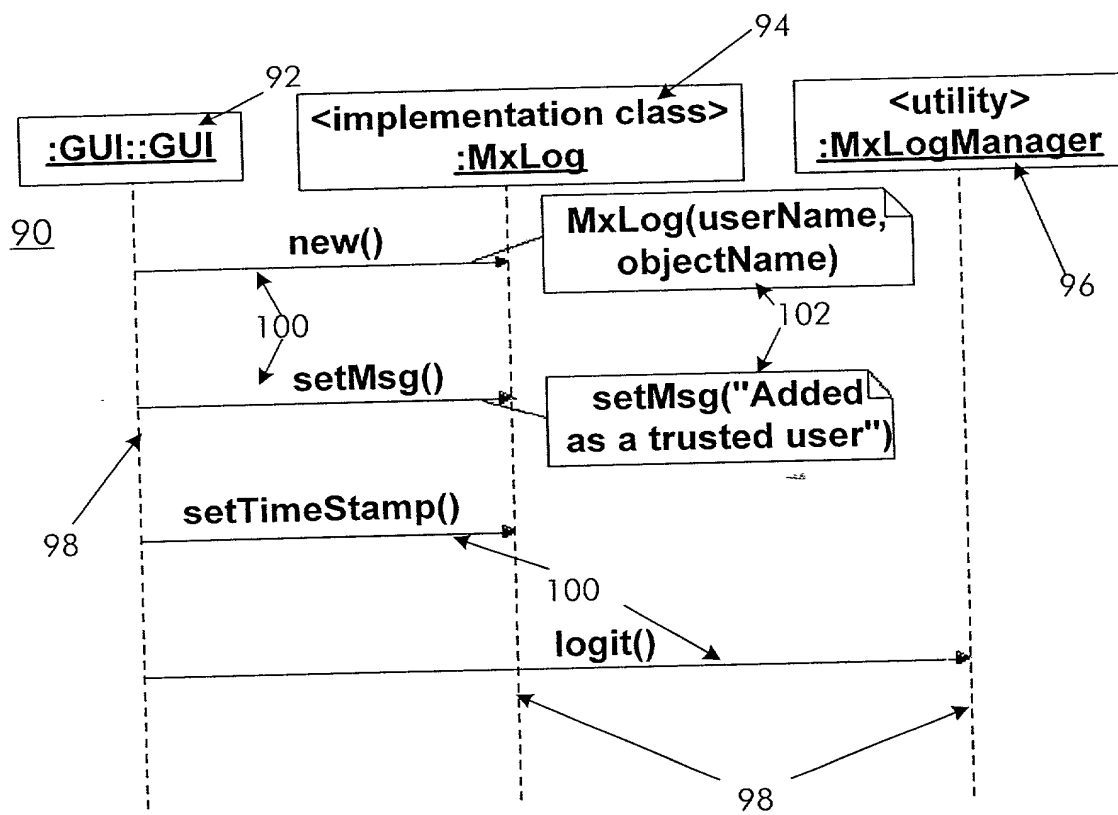 94
92
<implementation class>
:MxLog
<utility>
:MxLogManager
:GUI::GUI
90
new()
MxLog(userName,
objectName)
96
100
102
setMsg()
setMsg("Added
as a trusted user")
setTimeStamp()
98
100
logit()
98